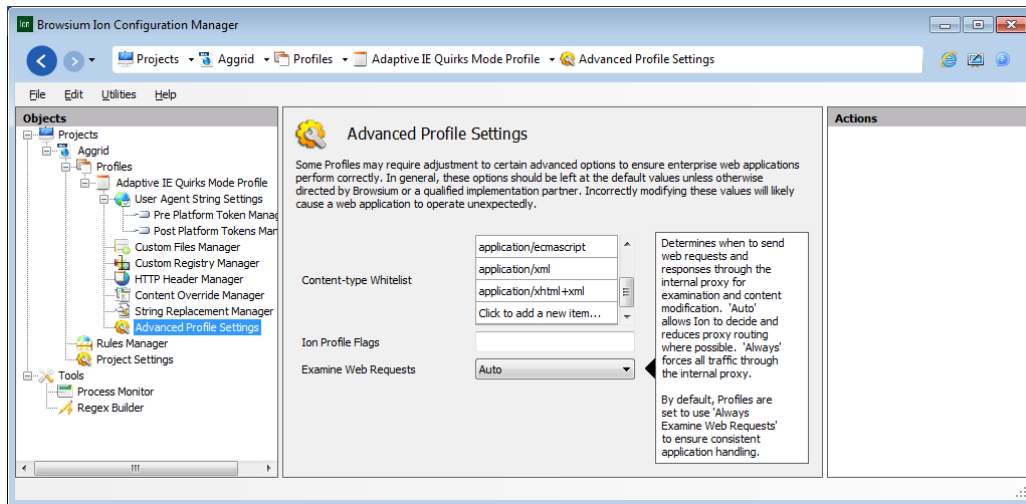 Ion Browsium Ion Configuration Manager
Projects Aggrid Profiles Adaptive IE Quirks Mode Profile Advanced Profile Settings
File Edit Utilities Help
Objects
Projects
Aggrid
Profiles
Adaptive IE Quirks Mode Profile
User Agent String Settings
Pre Platform Token Manag
Post Platform Tokens Man
Custom Files Manager
Custom Registry Manager
HTTP Header Manager
Content Override Manager
String Replacement Manager
Advanced Profile Settings
Rules Manager
Project Settings
Tools
Process Monitor
Regex Builder
Advanced Profile Settings
Some Profiles may require adjustment to certain advanced options to ensure enterprise web applications
perform correctly. In general, these options should be left at the default values unless otherwise
directed by Browsium or a qualified implementation partner. Incorrectly modifying these values will likely
cause a web application to operate unexpectedly.
Content-type Whitelist
application/ecmascript
application/xml
application/xhtml+xml
Click to add a new item...
Ion Profile Flags
Examine Web Requests Auto
Determines when to send
web requests and
responses through the
internal proxy for
examination and content
modification. 'Auto'
allows Ion to decide and
reduces proxy routing
where possible. 'Always'
forces all traffic through
the internal proxy.
By default, Profiles are
set to use 'Always
Examine Web Requests'
to ensure consistent
application handling.
Actions